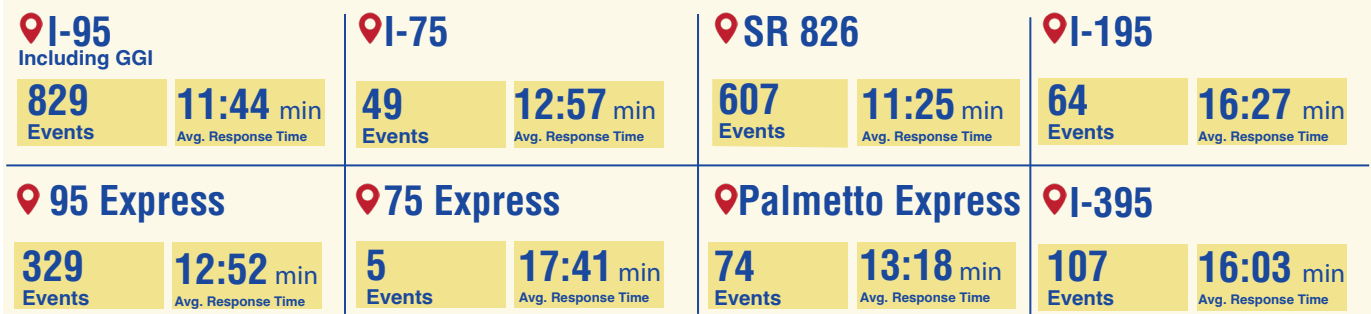 I-95
Including GGI
829
Events
11:44 min
Avg. Response Time
I-75
49
Events
12:57 min
Avg. Response Time
SR 826
607
Events
11:25 min
Avg. Response Time
I-195
64
Events
16:27 min
Avg. Response Time
95 Express
329
Events
12:52 min
Avg. Response Time
75 Express
5
Events
17:41 min
Avg. Response Time
Palmetto Express
74
Events
13:18 min
Avg. Response Time
I-395
107
Events
16:03 min
Avg. Response Time